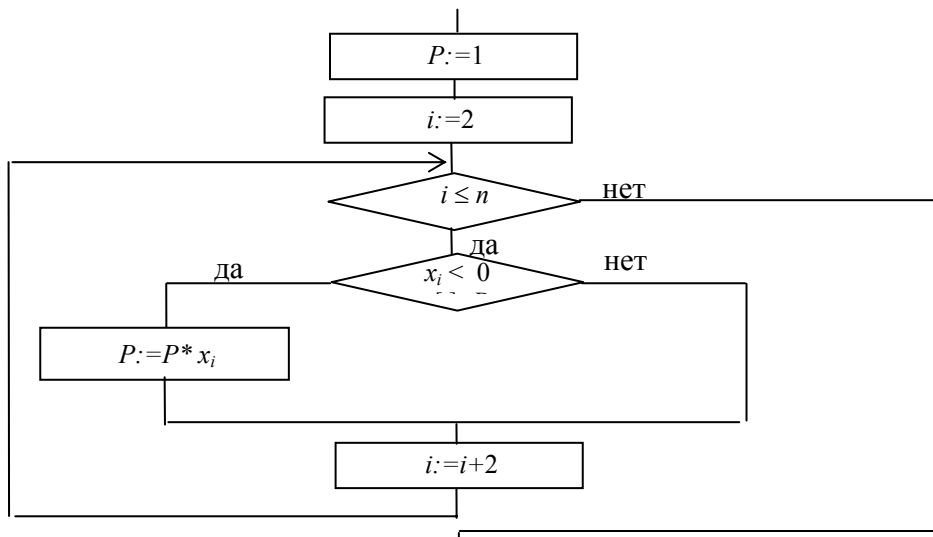 P:=1
i:=2
i ≤ n
нет
да
да
x_i < 0
нет
P:=P* x_i
i:=i+2